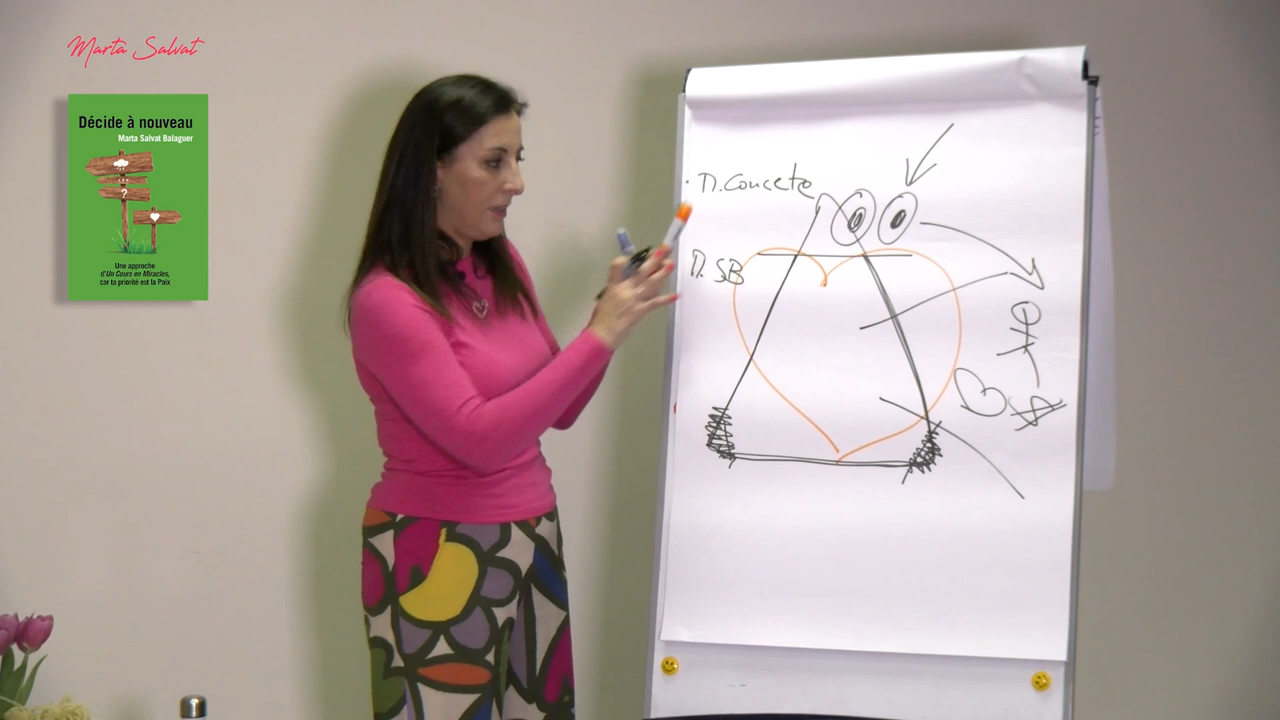 Marta Salvat
Décide à nouveau
Marta Salvat Balaguer
?
Une approche
d'Un Cours en Miracles,
car ta priorité est la Paix
M. SB